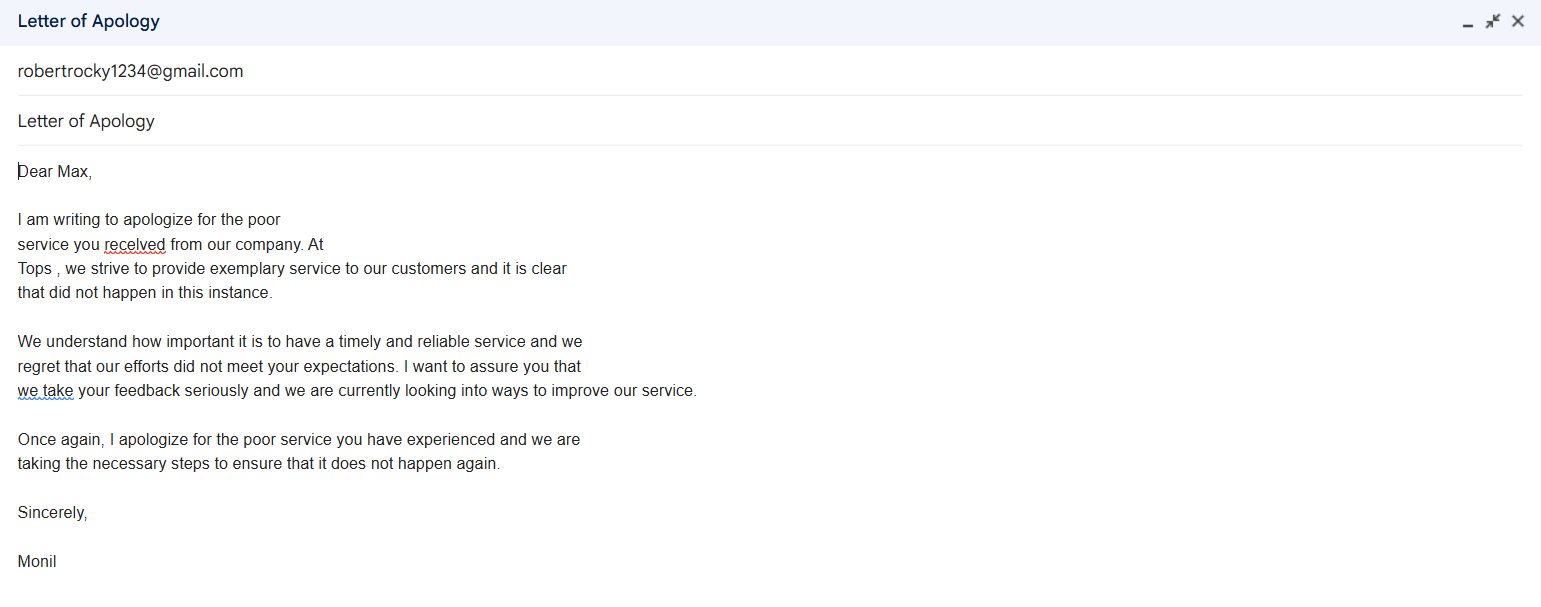 Letter of Apology
robertrocky1234@gmail.com
Letter of Apology
Dear Max,
I am writing to apologize for the poor
service you recelved from our company. At
Tops , we strive to provide exemplary service to our customers and it is clear
that did not happen in this instance.
We understand how important it is to have a timely and reliable service and we
regret that our efforts did not meet your expectations. I want to assure you that
we take your feedback seriously and we are currently looking into ways to improve our service.
Once again, I apologize for the poor service you have experienced and we are
taking the necessary steps to ensure that it does not happen again.
Sincerely,
Monil